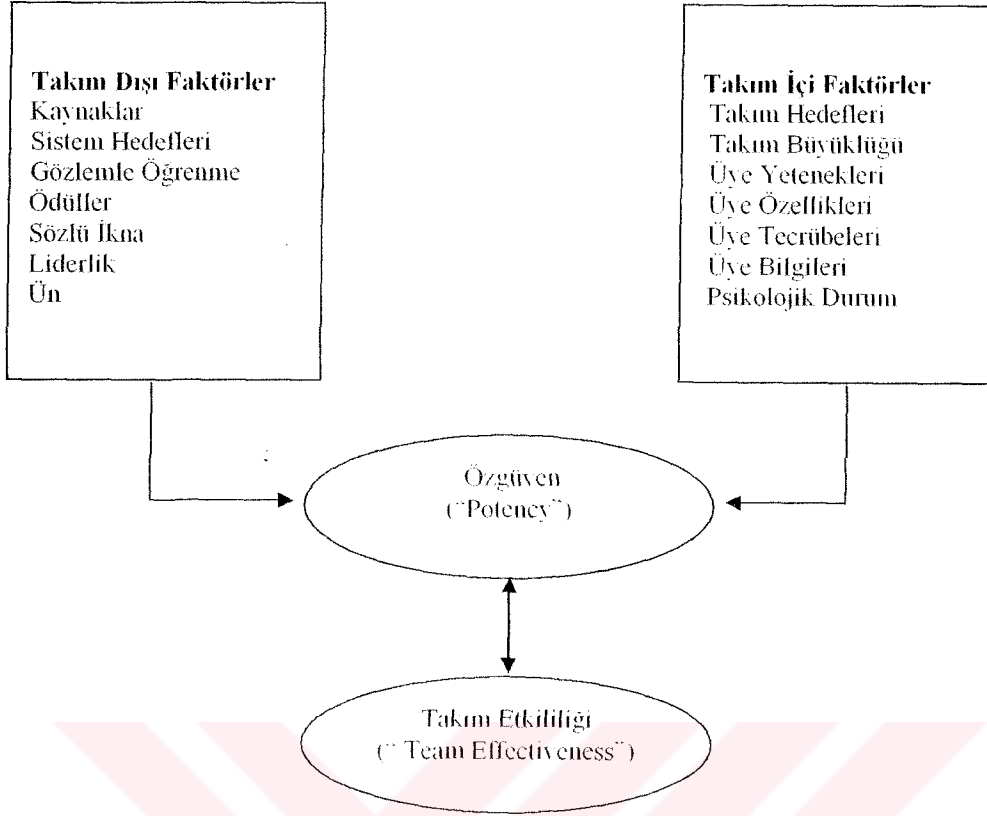 Takım Dışı Faktörler
Kaynaklar
Sistem Hedefleri
Gözlemle Öğrenme
Ödüller
Sözlü İkna
Liderlik
Ün
Takım İçi Faktörler
Takım Hedefleri
Takım Büyüklüğü
Üye Yetenekleri
Üye Özellikleri
Üye Tecrübeleri
Üye Bilgileri
Psikolojik Durum
Özgüven
("Potency")
Takım Etkililiği
(" Team Effectiveness")